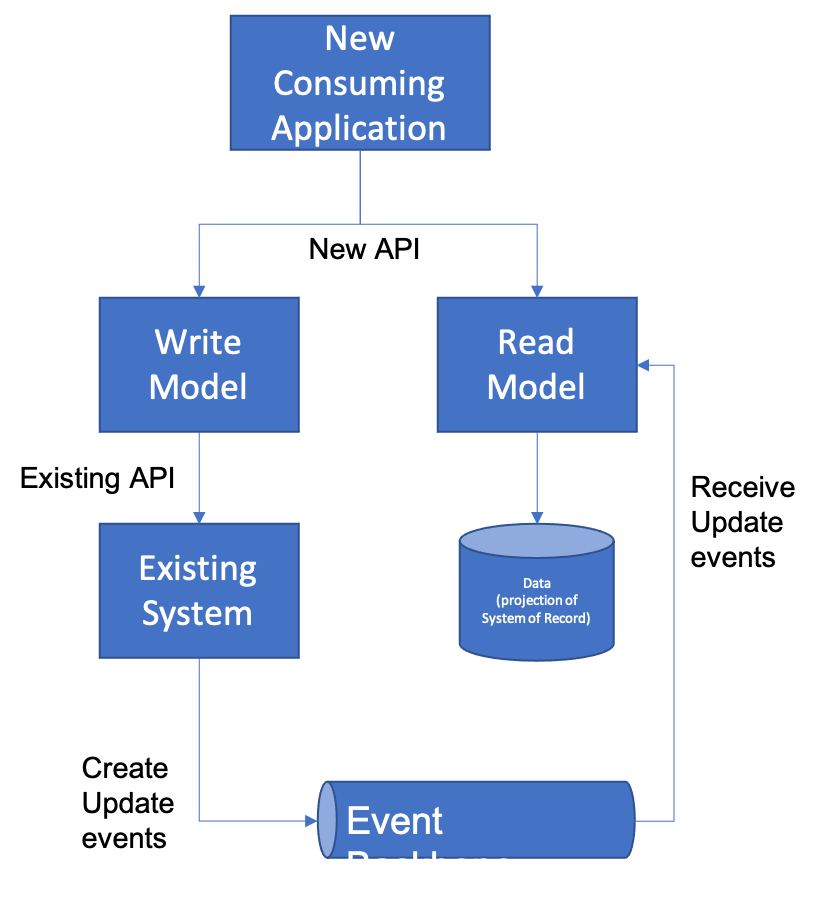 New
Consuming
Application
New API
Write
Model
Read
Model
Existing API
Receive
Update
events
Existing
System
Data
(projection of
System of Record)
Create
Update
events
Event
Backbone